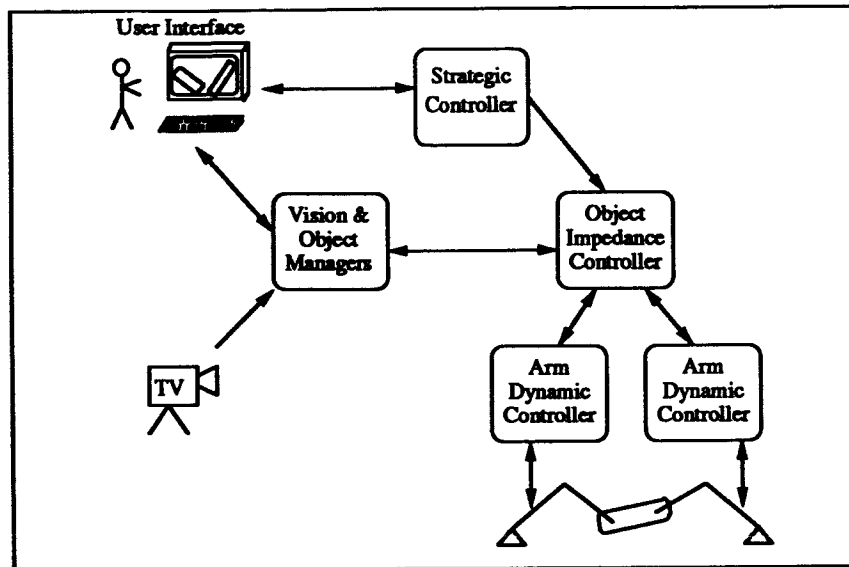 User Interface
Strategic
Controller
Vision &
Object
Managers
Object
Impedance
Controller
TV
Arm
Dynamic
Controller
Arm
Dynamic
Controller